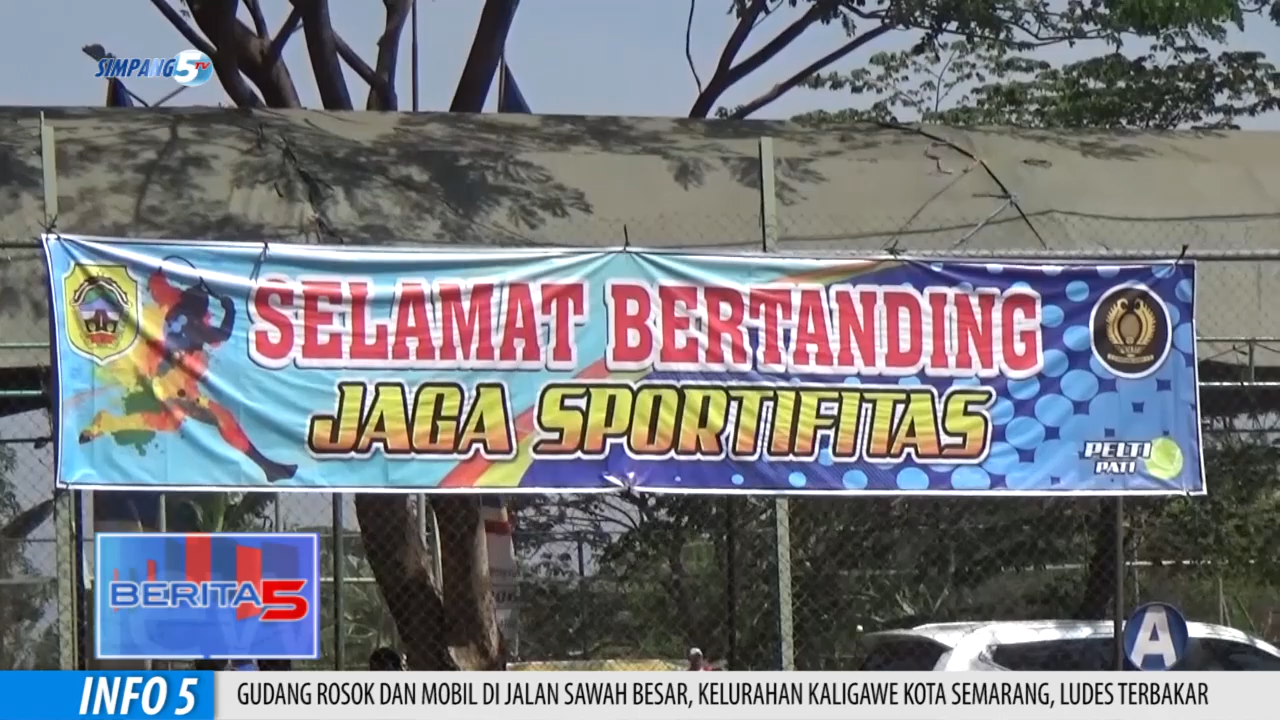 SIMPANG5 TV
SELAMAT BERTANDING
JAGA SPORTIFITAS
PELTI
PATI
BERITA5
A
INFO 5
GUDANG ROSOK DAN MOBIL DI JALAN SAWAH BESAR, KELURAHAN KALIGAWE KOTA SEMARANG, LUDES TERBAKAR